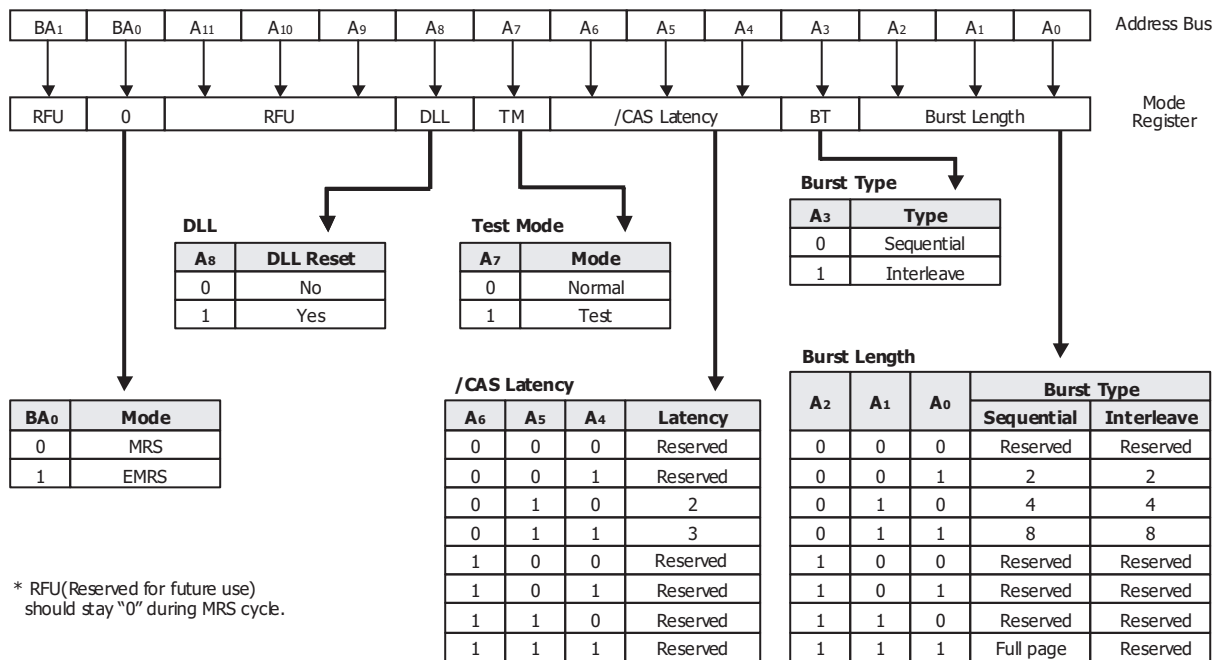 BA1 BA0 A11 A10 A9 A8 A7 A6 A5 A4 A3 A2 A1 A0 Address Bus
RFU 0 RFU DLL TM /CAS Latency BT Burst Length Mode Register
Burst Type
A3 Type
0 Sequential
1 Interleave
DLL
A8 DLL Reset
0 No
1 Yes
Test Mode
A7 Mode
0 Normal
1 Test
BA0 Mode
0 MRS
1 EMRS
/CAS Latency
A6 A5 A4 Latency
0 0 0 Reserved
0 0 1 Reserved
0 1 0 2
0 1 1 3
1 0 0 Reserved
1 0 1 Reserved
1 1 0 Reserved
1 1 1 Reserved
Burst Length
A2 A1 A0 Burst Type
Sequential Interleave
0 0 0 Reserved Reserved
0 0 1 2 2
0 1 0 4 4
0 1 1 8 8
1 0 0 Reserved Reserved
1 0 1 Reserved Reserved
1 1 0 Reserved Reserved
1 1 1 Full page Reserved
* RFU(Reserved for future use)
should stay "0" during MRS cycle.